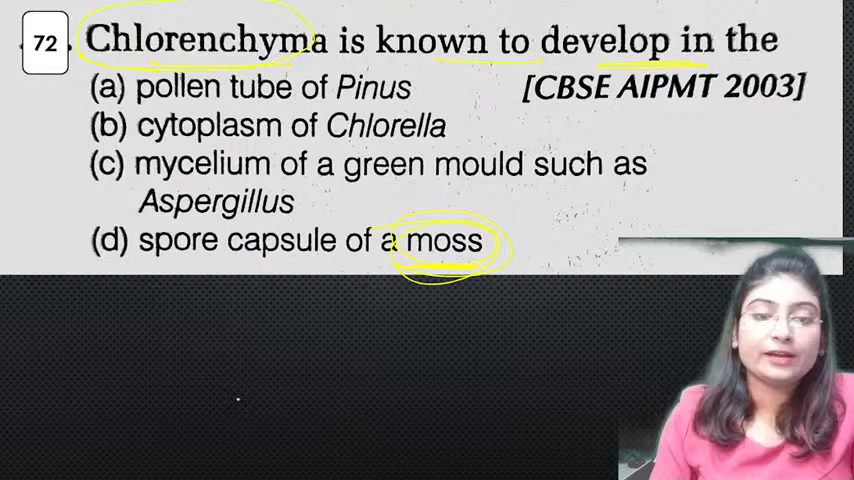 72 Chlorenchyma is known to develop in the
(a) pollen tube of Pinus [CBSE AIPMT 2003]
(b) cytoplasm of Chlorella
(c) mycelium of a green mould such as
Aspergillus
(d) spore capsule of a moss